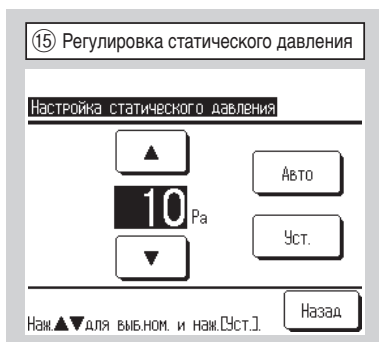 ⑮ Регулировка статического давления
Настройка статического давления
▲
Авто
10 Pa
Уст.
▼
Назад
Наж.▲▼для выб.ном. и наж.[Уст.].